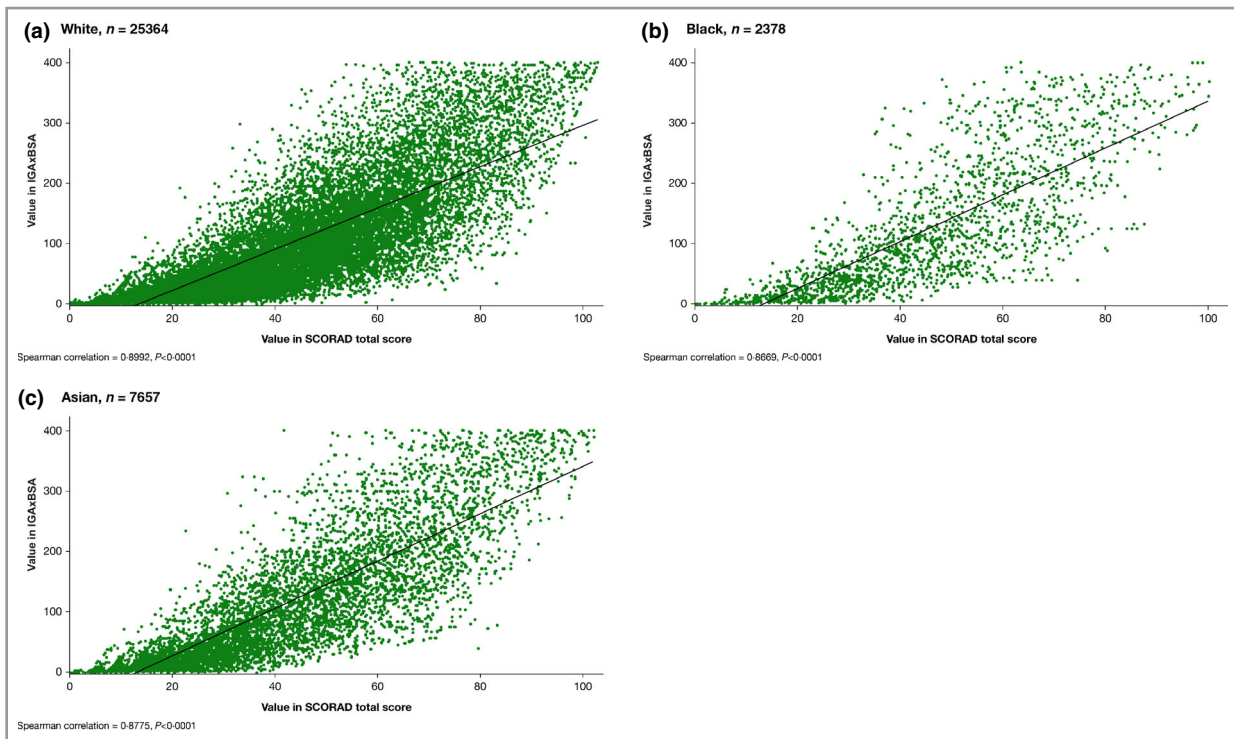 (a) White, n = 25364
400
300
200
100
0
Value in IGAxBSA
0 20 40 60 80 100
Value in SCORAD total score
Spearman correlation = 0·8992, P<0·0001
(b) Black, n = 2378
400
300
200
100
0
Value in IGAxBSA
0 20 40 60 80 100
Value in SCORAD total score
Spearman correlation = 0·8669, P<0·0001
(c) Asian, n = 7657
400
300
200
100
0
Value in IGAxBSA
0 20 40 60 80 100
Value in SCORAD total score
Spearman correlation = 0·8775, P<0·0001